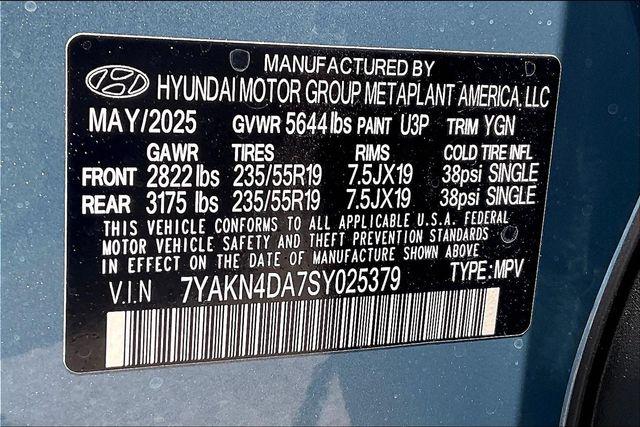 MANUFACTURED BY
HYUNDAI MOTOR GROUP METAPLANT AMERICA, LLC
MAY/2025 GVWR 5644 lbs PAINT U3P TRIM YGN
GAWR TIRES RIMS COLD TIRE INFL
FRONT 2822 lbs 235/55R19 7.5JX19 38psi SINGLE
REAR 3175 lbs 235/55R19 7.5JX19 38psi SINGLE
THIS VEHICLE CONFORMS TO ALL APPLICABLE U.S.A. FEDERAL
MOTOR VEHICLE SAFETY AND THEFT PREVENTION STANDARDS
IN EFFECT ON THE DATE OF MANUFACTURE SHOWN ABOVE
V.I.N 7YAKN4DA7SY025379 TYPE: MPV